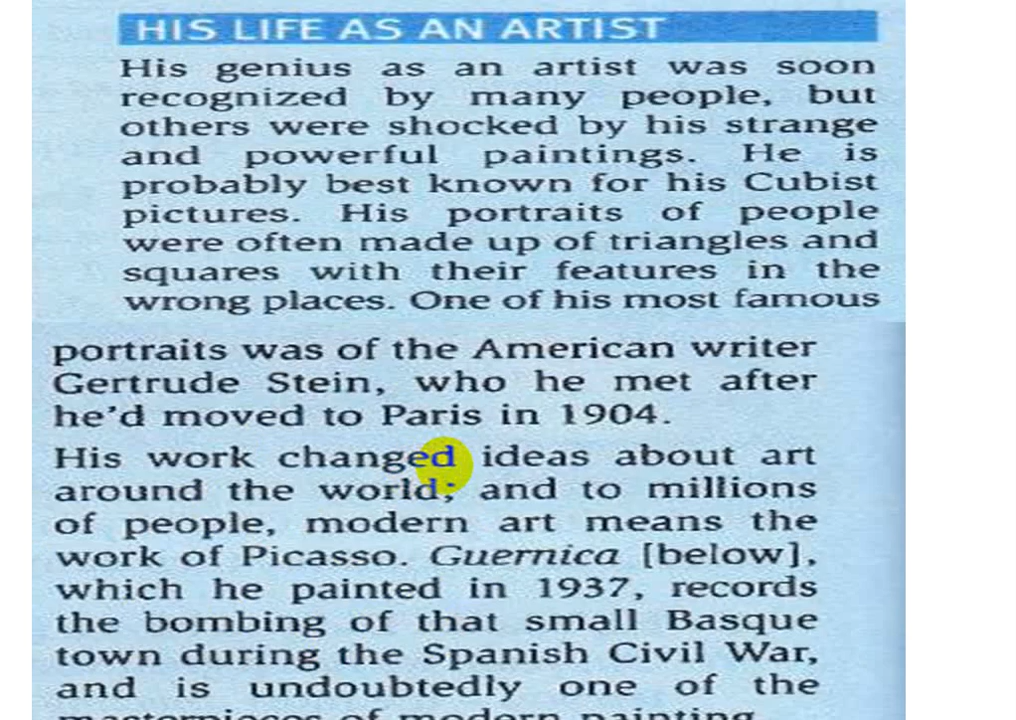 HIS LIFE AS AN ARTIST
His genius as an artist was soon
recognized by many people, but
others were shocked by his strange
and powerful paintings. He is
probably best known for his Cubist
pictures. His portraits of people
were often made up of triangles and
squares with their features in the
wrong places. One of his most famous
portraits was of the American writer
Gertrude Stein, who he met after
he'd moved to Paris in 1904.
His work changed ideas about art
around the world; and to millions
of people, modern art means the
work of Picasso. Guernica [below],
which he painted in 1937, records
the bombing of that small Basque
town during the Spanish Civil War,
and is undoubtedly one of the
masterpieces of modern painting.